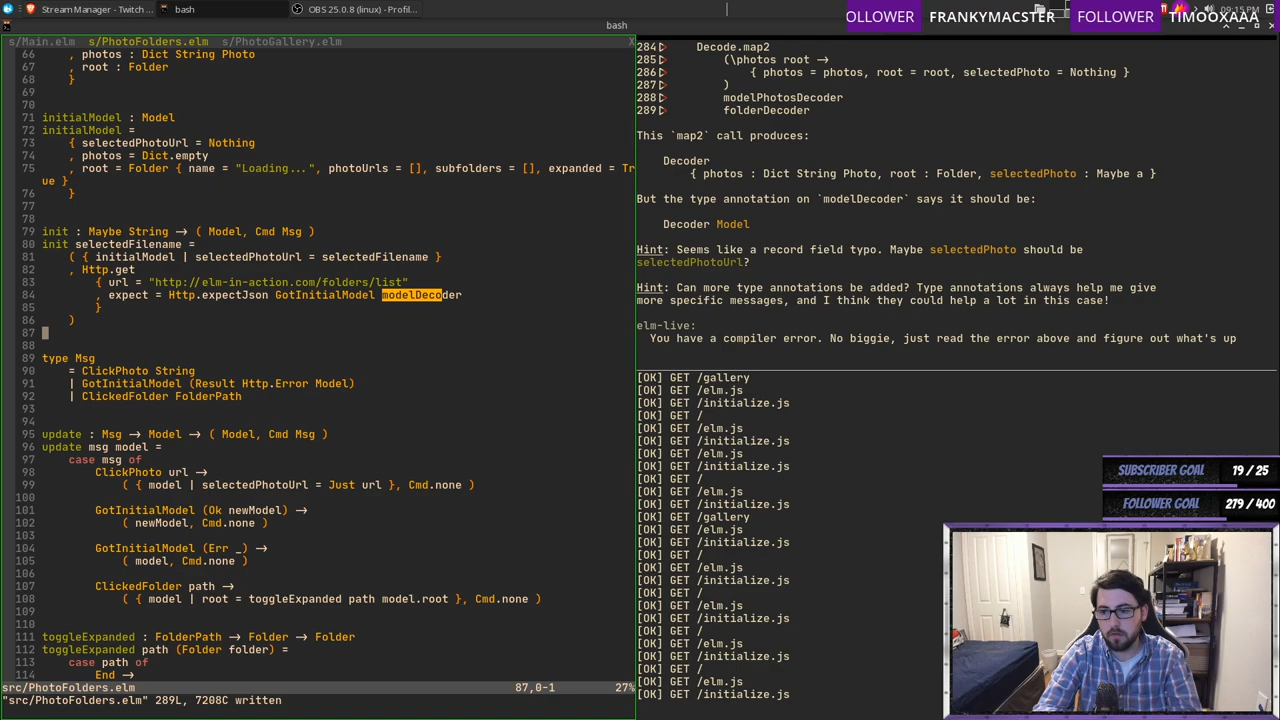 Stream Manager - Twitch
bash
OBS 25.0.8 (linux) - Profil...
09:15 PM
bash
OLLOWER FRANKYMACSTER FOLLOWER TIMOOXAAA
s/Main.elm s/PhotoFolders.elm s/PhotoGallery.elm X
66 , photos : Dict String Photo
67 , root : Folder
68 }
69
70
71 initialModel : Model
72 initialModel =
73 { selectedPhotoUrl = Nothing
74 , photos = Dict.empty
75 , root = Folder { name = "Loading...", photoUrls = [], subfolders = [], expanded = Tr
ue }
76 }
77
78
79 init : Maybe String → ( Model, Cmd Msg )
80 init selectedFilename =
81 ( { initialModel | selectedPhotoUrl = selectedFilename }
82 , Http.get
83 { url = "http://elm-in-action.com/folders/list"
84 , expect = Http.expectJson GotInitialModel modelDecoder
85 }
86 )
87
88
89 type Msg
90 = ClickPhoto String
91 | GotInitialModel (Result Http.Error Model)
92 | ClickedFolder FolderPath
93
94
95 update : Msg → Model → ( Model, Cmd Msg )
96 update msg model =
97 case msg of
98 ClickPhoto url →
99 ( { model | selectedPhotoUrl = Just url }, Cmd.none )
100
101 GotInitialModel (Ok newModel) →
102 ( newModel, Cmd.none )
103
104 GotInitialModel (Err _) →
105 ( model, Cmd.none )
106
107 ClickedFolder path →
108 ( { model | root = toggleExpanded path model.root }, Cmd.none )
109
110
111 toggleExpanded : FolderPath → Folder → Folder
112 toggleExpanded path (Folder folder) =
113 case path of
114 End →
src/PhotoFolders.elm 87,0-1 27%
"src/PhotoFolders.elm" 289L, 7208C written
284▷ Decode.map2
285▷ (\photos root →
286▷ { photos = photos, root = root, selectedPhoto = Nothing }
287▷ )
288▷ modelPhotosDecoder
289▷ folderDecoder
This `map2` call produces:
Decoder
{ photos : Dict String Photo, root : Folder, selectedPhoto : Maybe a }
But the type annotation on `modelDecoder` says it should be:
Decoder Model
Hint: Seems like a record field typo. Maybe selectedPhoto should be
selectedPhotoUrl?
Hint: Can more type annotations be added? Type annotations always help me give
more specific messages, and I think they could help a lot in this case!
elm-live:
You have a compiler error. No biggie, just read the error above and figure out what's up
[OK] GET /gallery
[OK] GET /elm.js
[OK] GET /initialize.js
[OK] GET /
[OK] GET /elm.js
[OK] GET /initialize.js
[OK] GET /elm.js
[OK] GET /initialize.js
[OK] GET /
[OK] GET /elm.js
[OK] GET /initialize.js
[OK] GET /gallery
[OK] GET /elm.js
[OK] GET /initialize.js
[OK] GET /
[OK] GET /elm.js
[OK] GET /initialize.js
[OK] GET /
[OK] GET /elm.js
[OK] GET /initialize.js
[OK] GET /
[OK] GET /elm.js
[OK] GET /initialize.js
[OK] GET /
[OK] GET /elm.js
[OK] GET /initialize.js
SUBSCRIBER GOAL 19 / 25
FOLLOWER GOAL 279 / 400